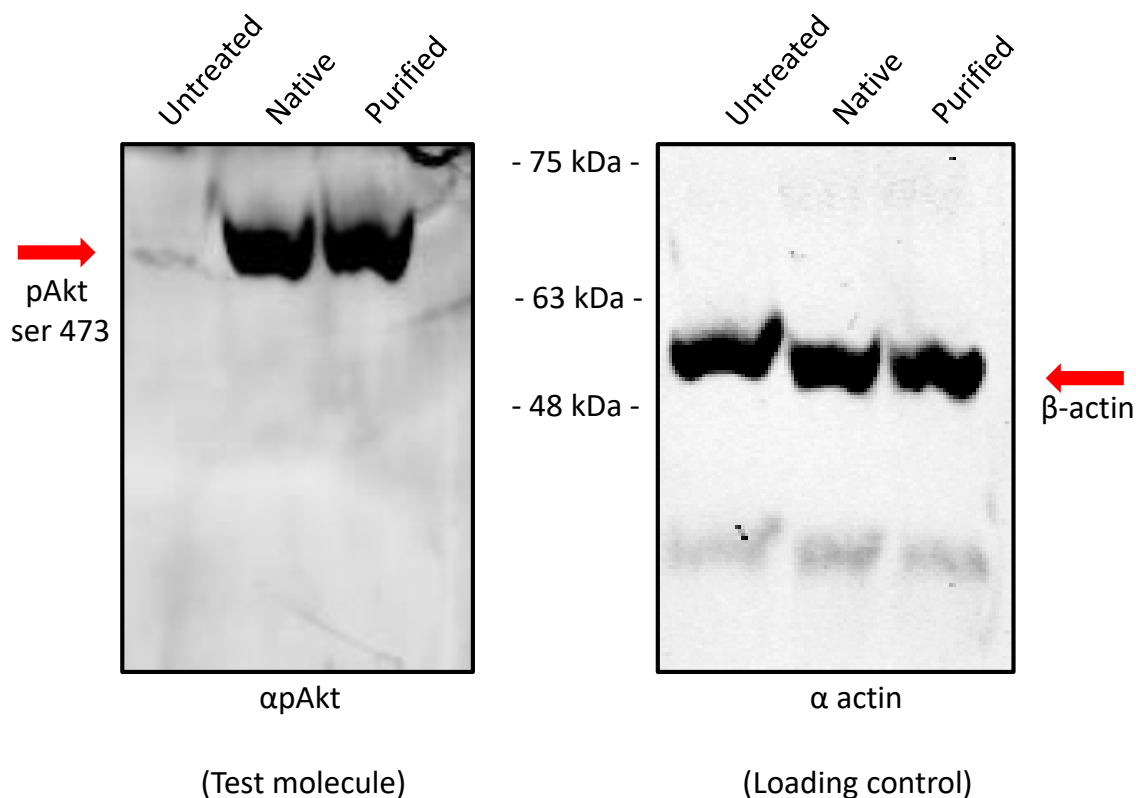 Untreated
Native
Purified
Untreated
Native
Purified
- 75 kDa -
pAkt
ser 473
- 63 kDa -
- 48 kDa -
β-actin
αpAkt
α actin
(Test molecule)
(Loading control)